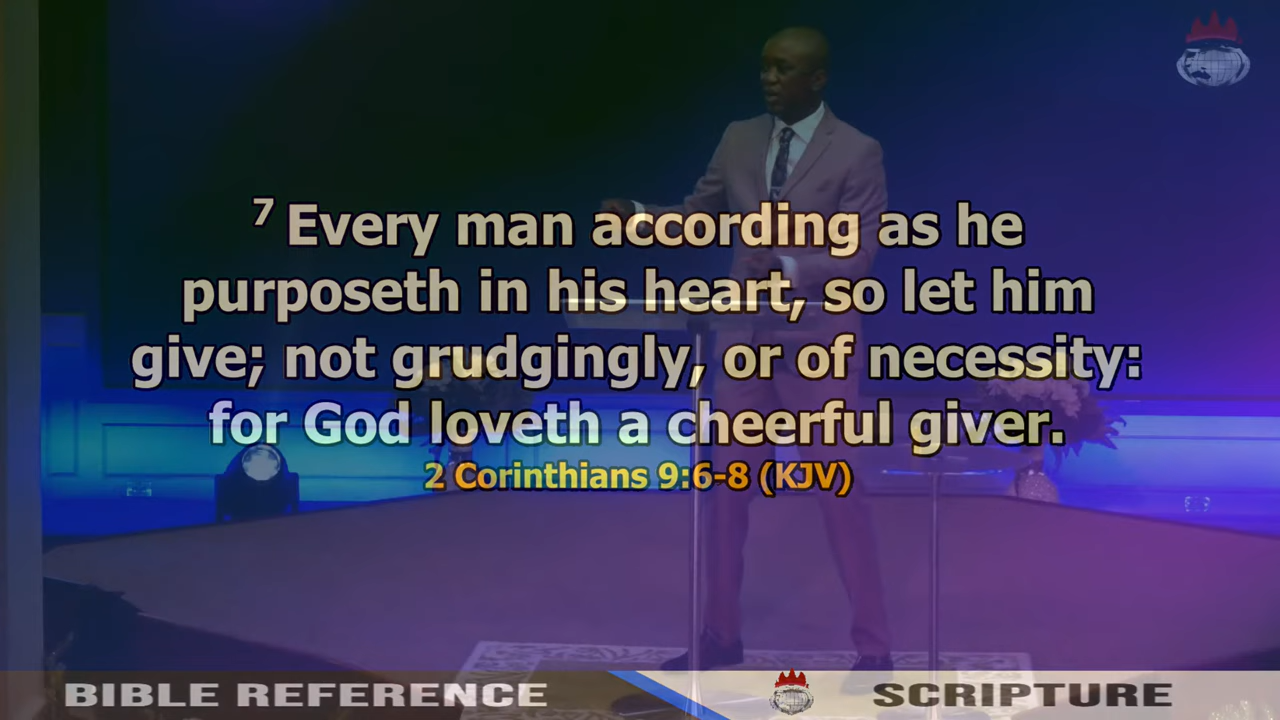 7 Every man according as he
purposeth in his heart, so let him
give; not grudgingly, or of necessity:
for God loveth a cheerful giver.
2 Corinthians 9:6-8 (KJV)
BIBLE REFERENCE SCRIPTURE